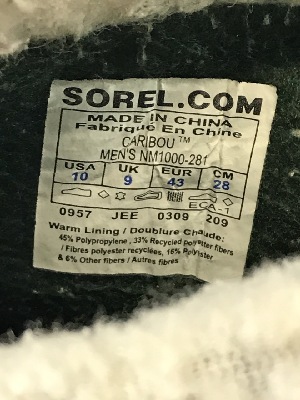 SOREL.COM
MADE IN CHINA
Fabriqué En Chine
CARIBOU™
MEN'S NM1000-281
USA UK EUR CM
10 9 43 28
ECA 1
0957 JEE 0309 209
Warm Lining / Doublure Chaude:
45% Polypropylene, 33% Recycled polyester fibers
/ Fibres polyester recyclées, 16% Polyester
& 6% Other fibers / Autres fibres